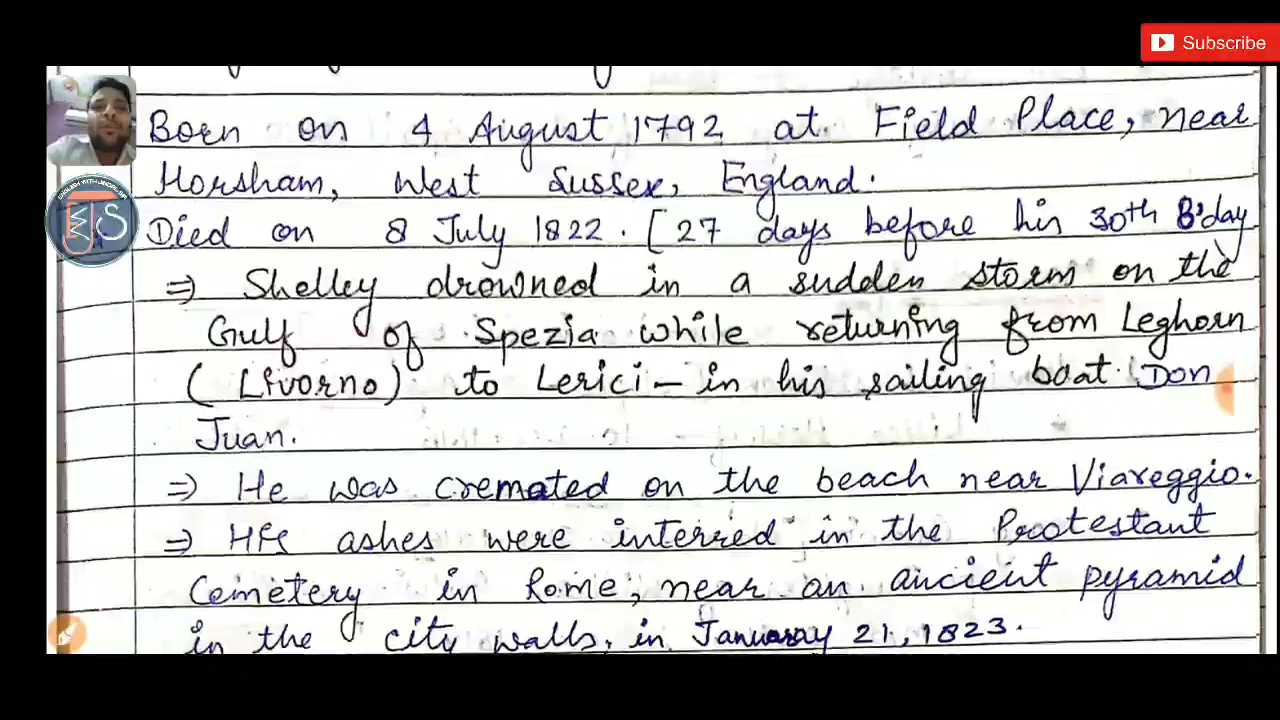 Subscribe
Born on 4 August 1792 at Field Place, near
Horsham, West Sussex, England.
ENGLISH WITH
EWJS
Died on 8 July 1822. [27 days before his 30th B'day
⇒ Shelley drowned in a sudden storm on the
Gulf of Spezia while returning from Leghorn
(Livorno) to Lerici - in his sailing boat Don
Juan.
⇒ He was cremated on the beach near Viareggio.
⇒ His ashes were interred in the Protestant
Cemetery in Rome, near an ancient pyramid
in the city walls, in January 21, 1823.